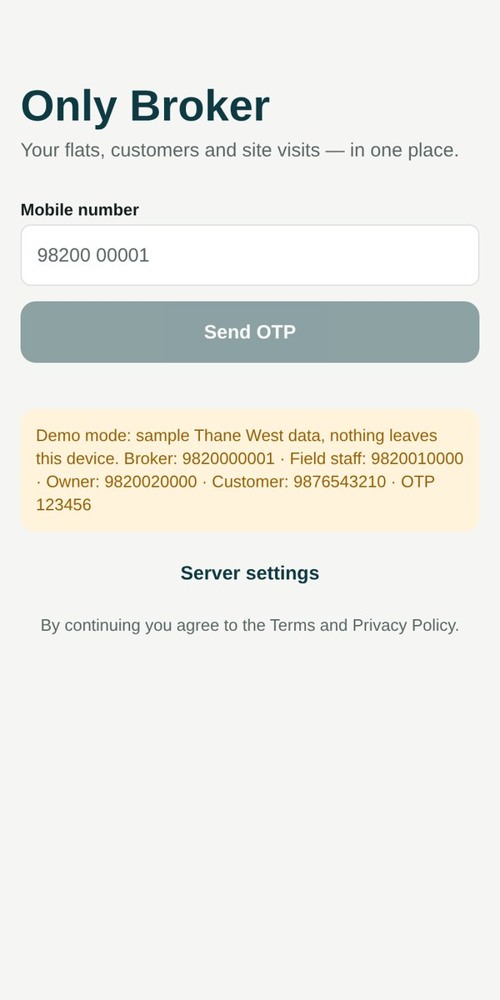 Only Broker
Your flats, customers and site visits — in one place.
Mobile number
98200 00001
Send OTP
Demo mode: sample Thane West data, nothing leaves
this device. Broker: 9820000001 · Field staff: 9820010000
· Owner: 9820020000 · Customer: 9876543210 · OTP
123456
Server settings
By continuing you agree to the Terms and Privacy Policy.